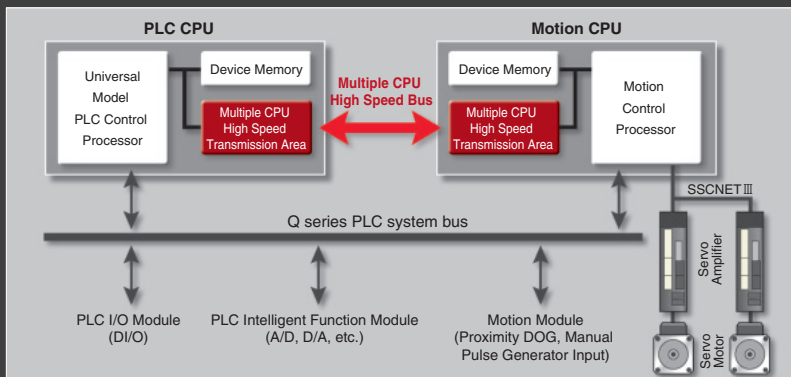 PLC CPU
Universal
Model
PLC Control
Processor
Device Memory
Multiple CPU
High Speed
Transmission Area
Multiple CPU
High Speed Bus
Motion CPU
Device Memory
Multiple CPU
High Speed
Transmission Area
Motion
Control
Processor
SSCNET III
Q series PLC system bus
Servo
Amplifier
Servo
Motor
PLC I/O Module
(DI/O)
PLC Intelligent Function Module
(A/D, D/A, etc.)
Motion Module
(Proximity DOG, Manual
Pulse Generator Input)